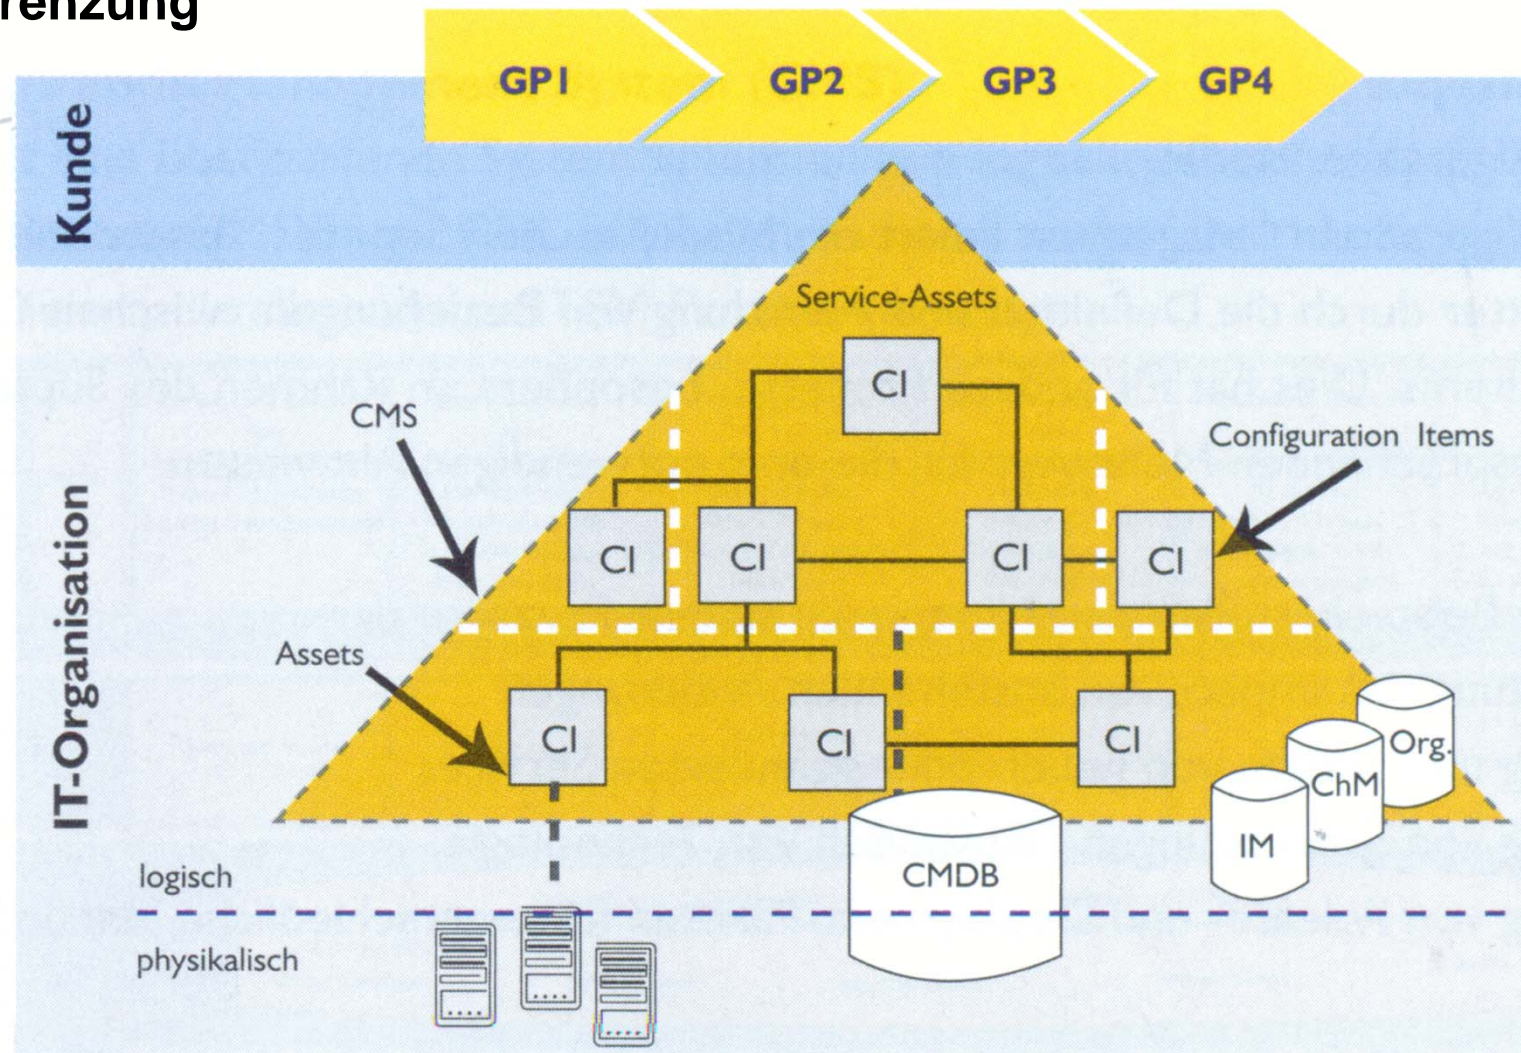 renzung
GP1
GP2
GP3
GP4
Kunde
Service-Assets
CI
CMS
Configuration Items
CI
CI
CI
CI
IT-Organisation
Assets
CI
CI
CI
Org.
ChM
IM
CMDB
logisch
physikalisch